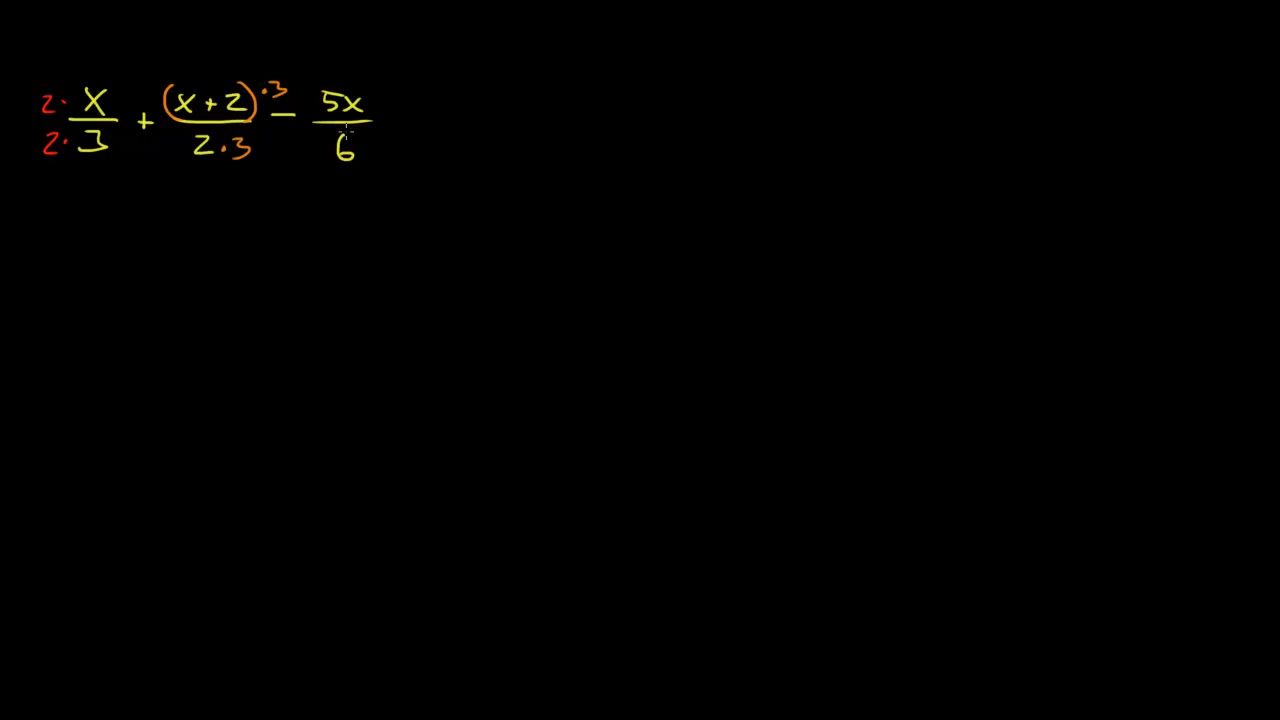 2· x/3 + (x + 2)·3 / 2·3 − 5x/6
2·